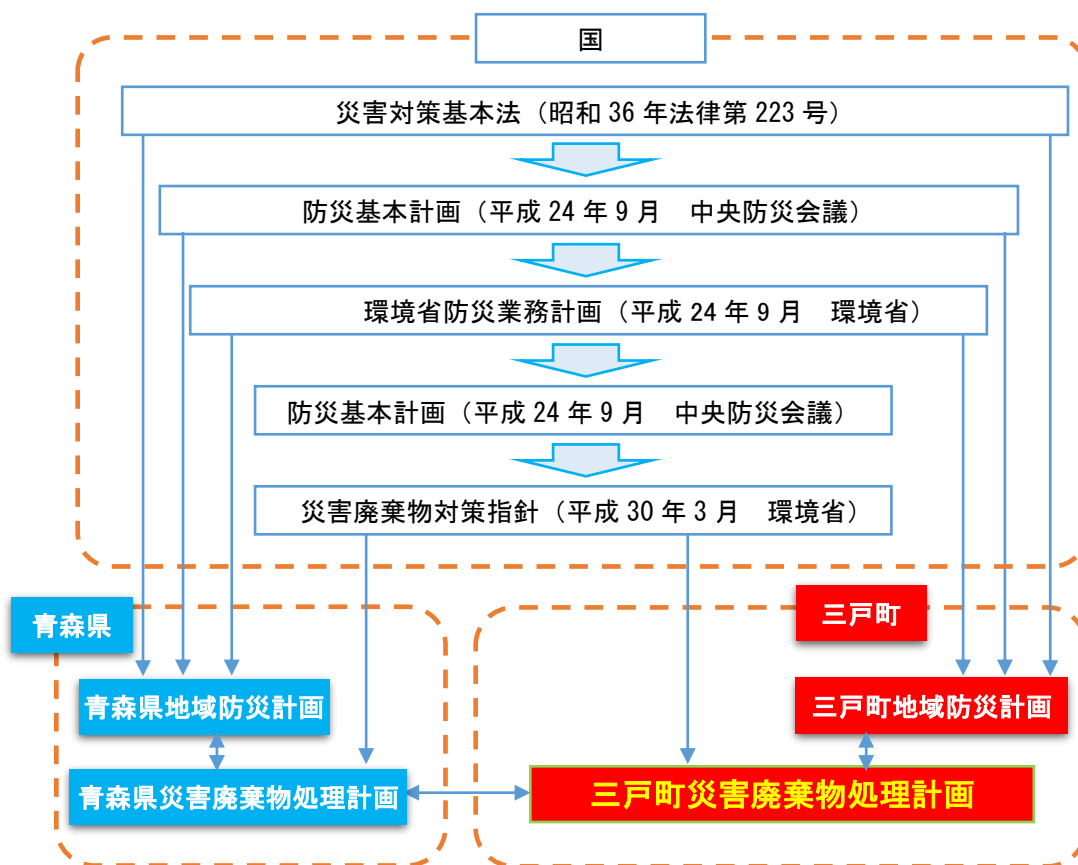 国
災害対策基本法（昭和 36 年法律第 223 号）
防災基本計画（平成 24 年 9 月　中央防災会議）
環境省防災業務計画（平成 24 年 9 月　環境省）
防災基本計画（平成 24 年 9 月　中央防災会議）
災害廃棄物対策指針（平成 30 年 3 月　環境省）
青森県
三戸町
青森県地域防災計画
三戸町地域防災計画
青森県災害廃棄物処理計画
三戸町災害廃棄物処理計画